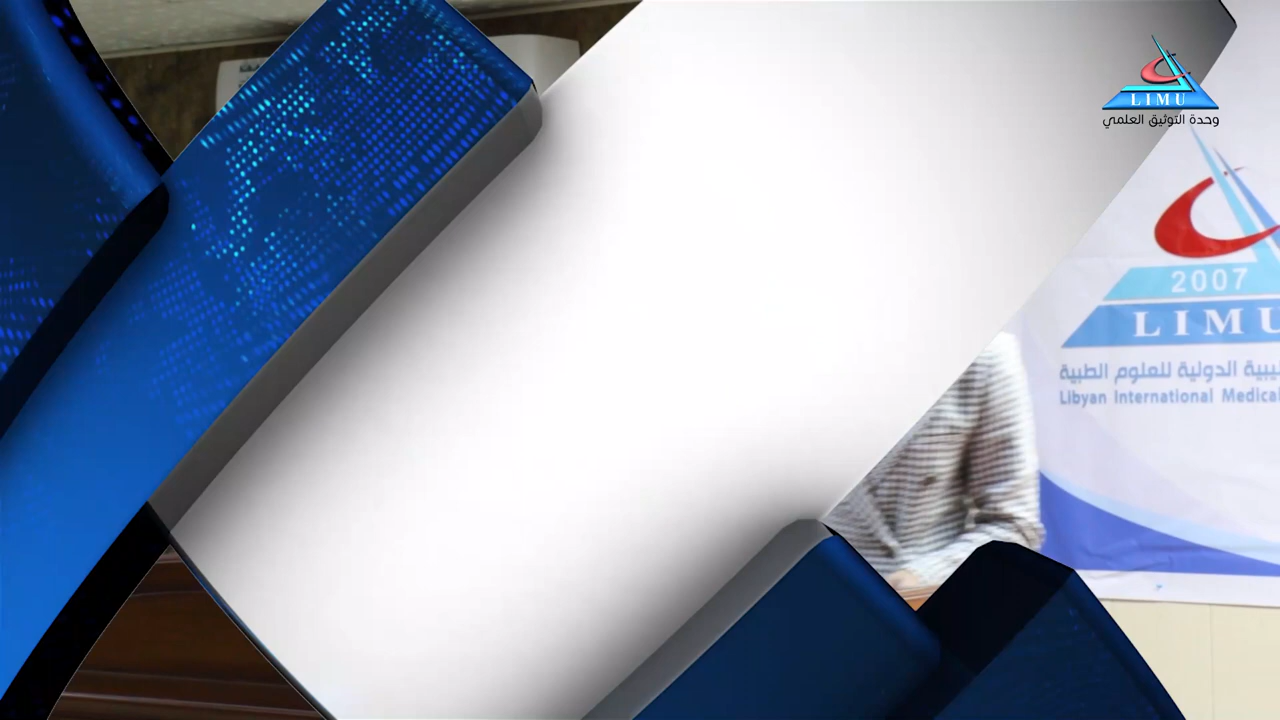 LIMU
وحدة التوثيق العلمي
2007
LIMU
الدولية للعلوم الطبية
Libyan International Medical